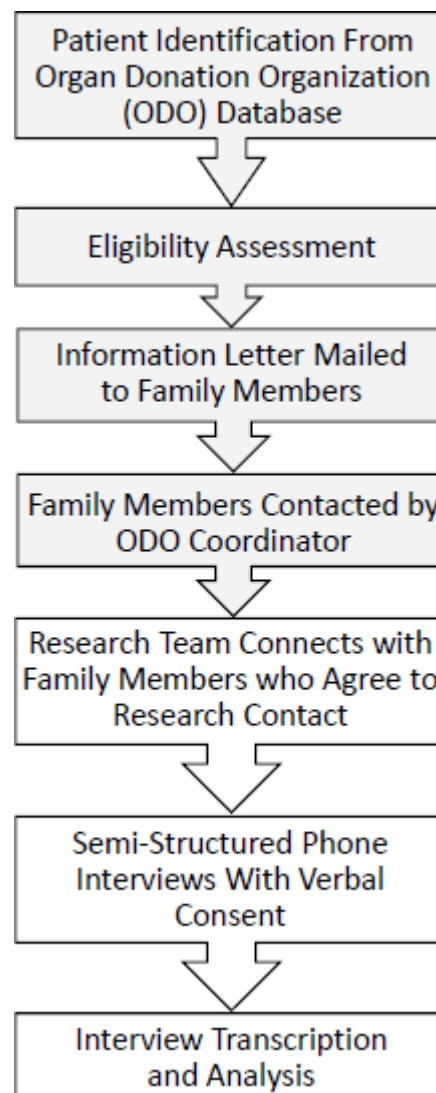 Patient Identification From
Organ Donation Organization
(ODO) Database
Eligibility Assessment
Information Letter Mailed
to Family Members
Family Members Contacted by
ODO Coordinator
Research Team Connects with
Family Members who Agree to
Research Contact
Semi-Structured Phone
Interviews With Verbal
Consent
Interview Transcription
and Analysis